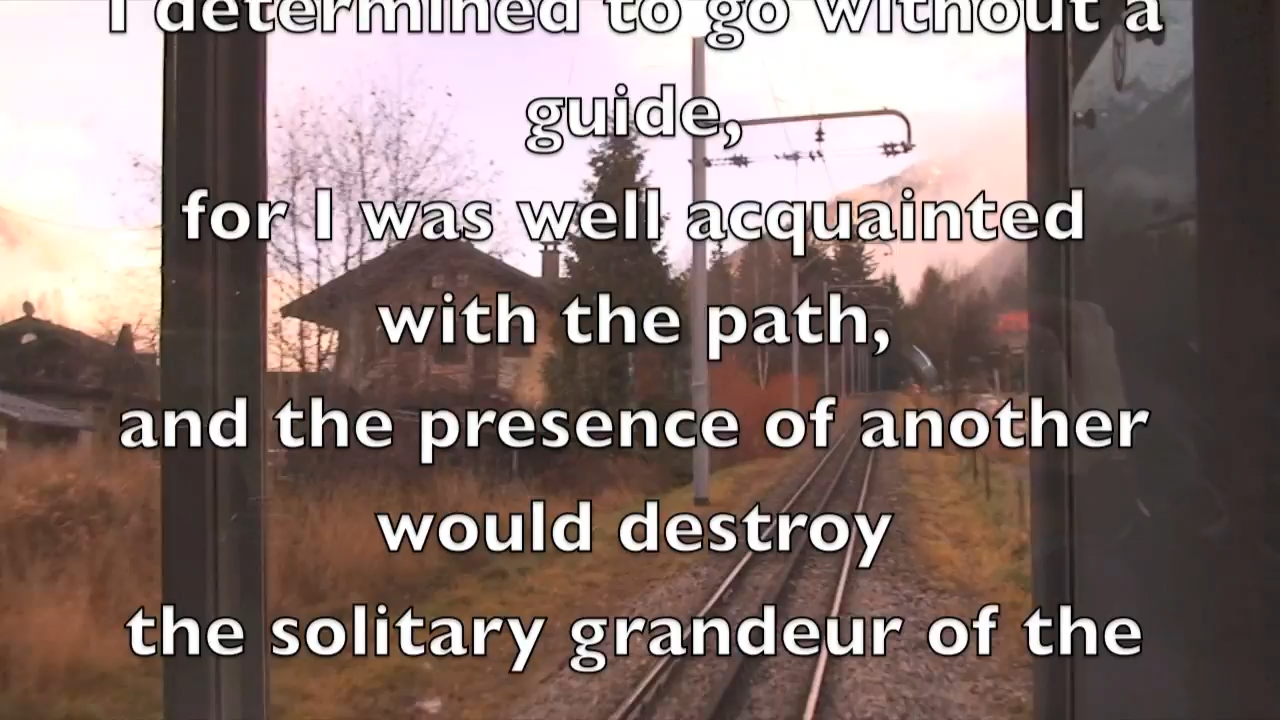 I determined to go without a
guide,
for I was well acquainted
with the path,
and the presence of another
would destroy
the solitary grandeur of the